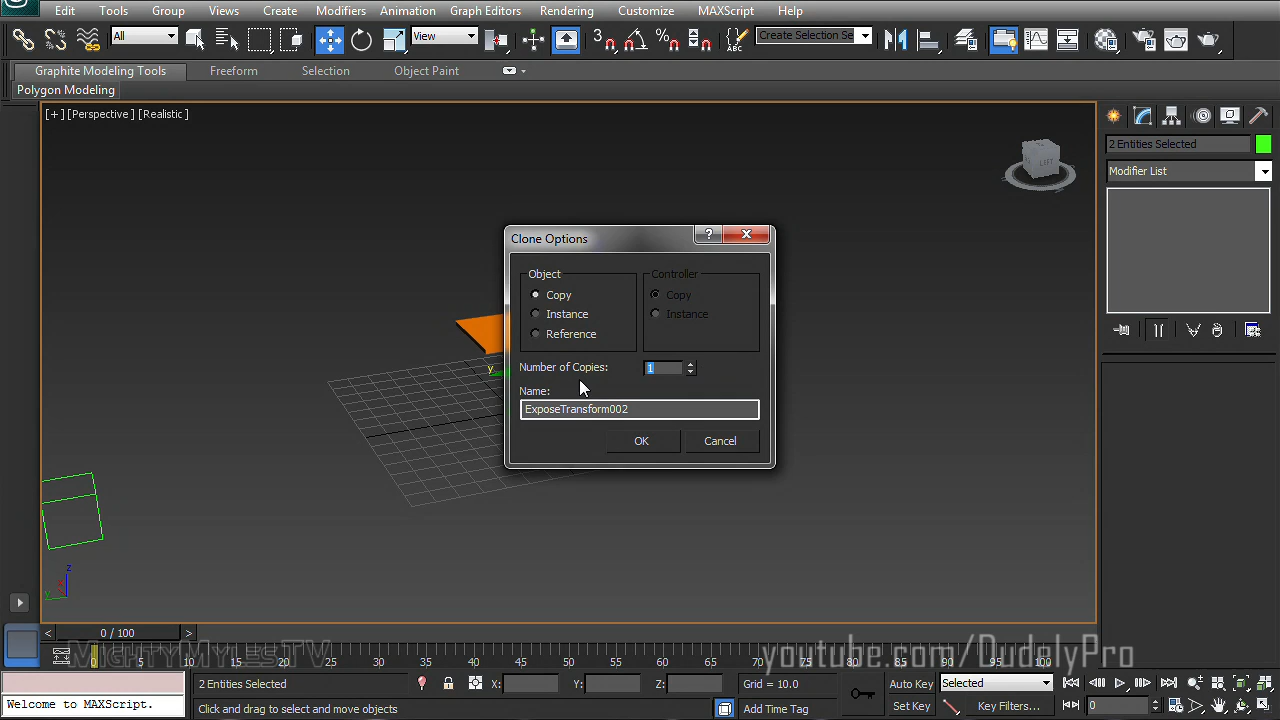 Edit Tools Group Views Create Modifiers Animation Graph Editors Rendering Customize MAXScript Help
All View Create Selection Se
Graphite Modeling Tools Freeform Selection Object Paint
Polygon Modeling
[+] [Perspective] [Realistic]
2 Entities Selected
Modifier List
LEFT
Clone Options
Object Controller
Copy Copy
Instance Instance
Reference
Number of Copies: 1
Name:
ExposeTransform002
OK Cancel
y
z
x
y
< 0 / 100 >
0 5 10 15 20 25 30 35 40 45 50 55 60 65 70 75 80 85 90 95 100
MightyMylesTV
youtube.com/DudelyPro
2 Entities Selected X: Y: Z: Grid = 10.0 Auto Key Selected
Welcome to MAXScript. Click and drag to select and move objects Add Time Tag Set Key Key Filters... 0